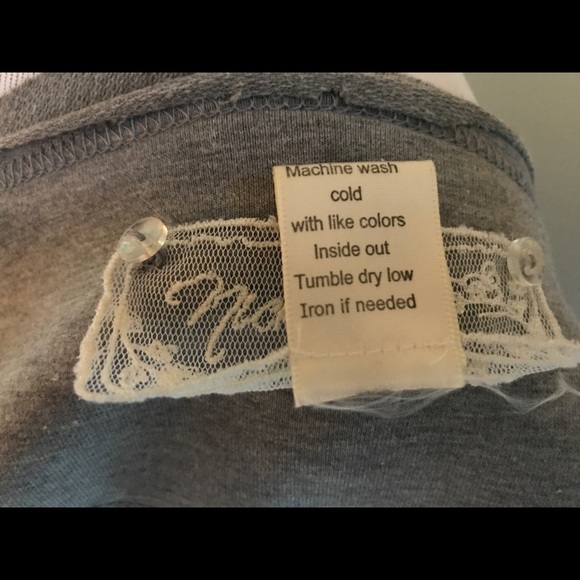 Machine wash
cold
with like colors
Inside out
Tumble dry low
Iron if needed